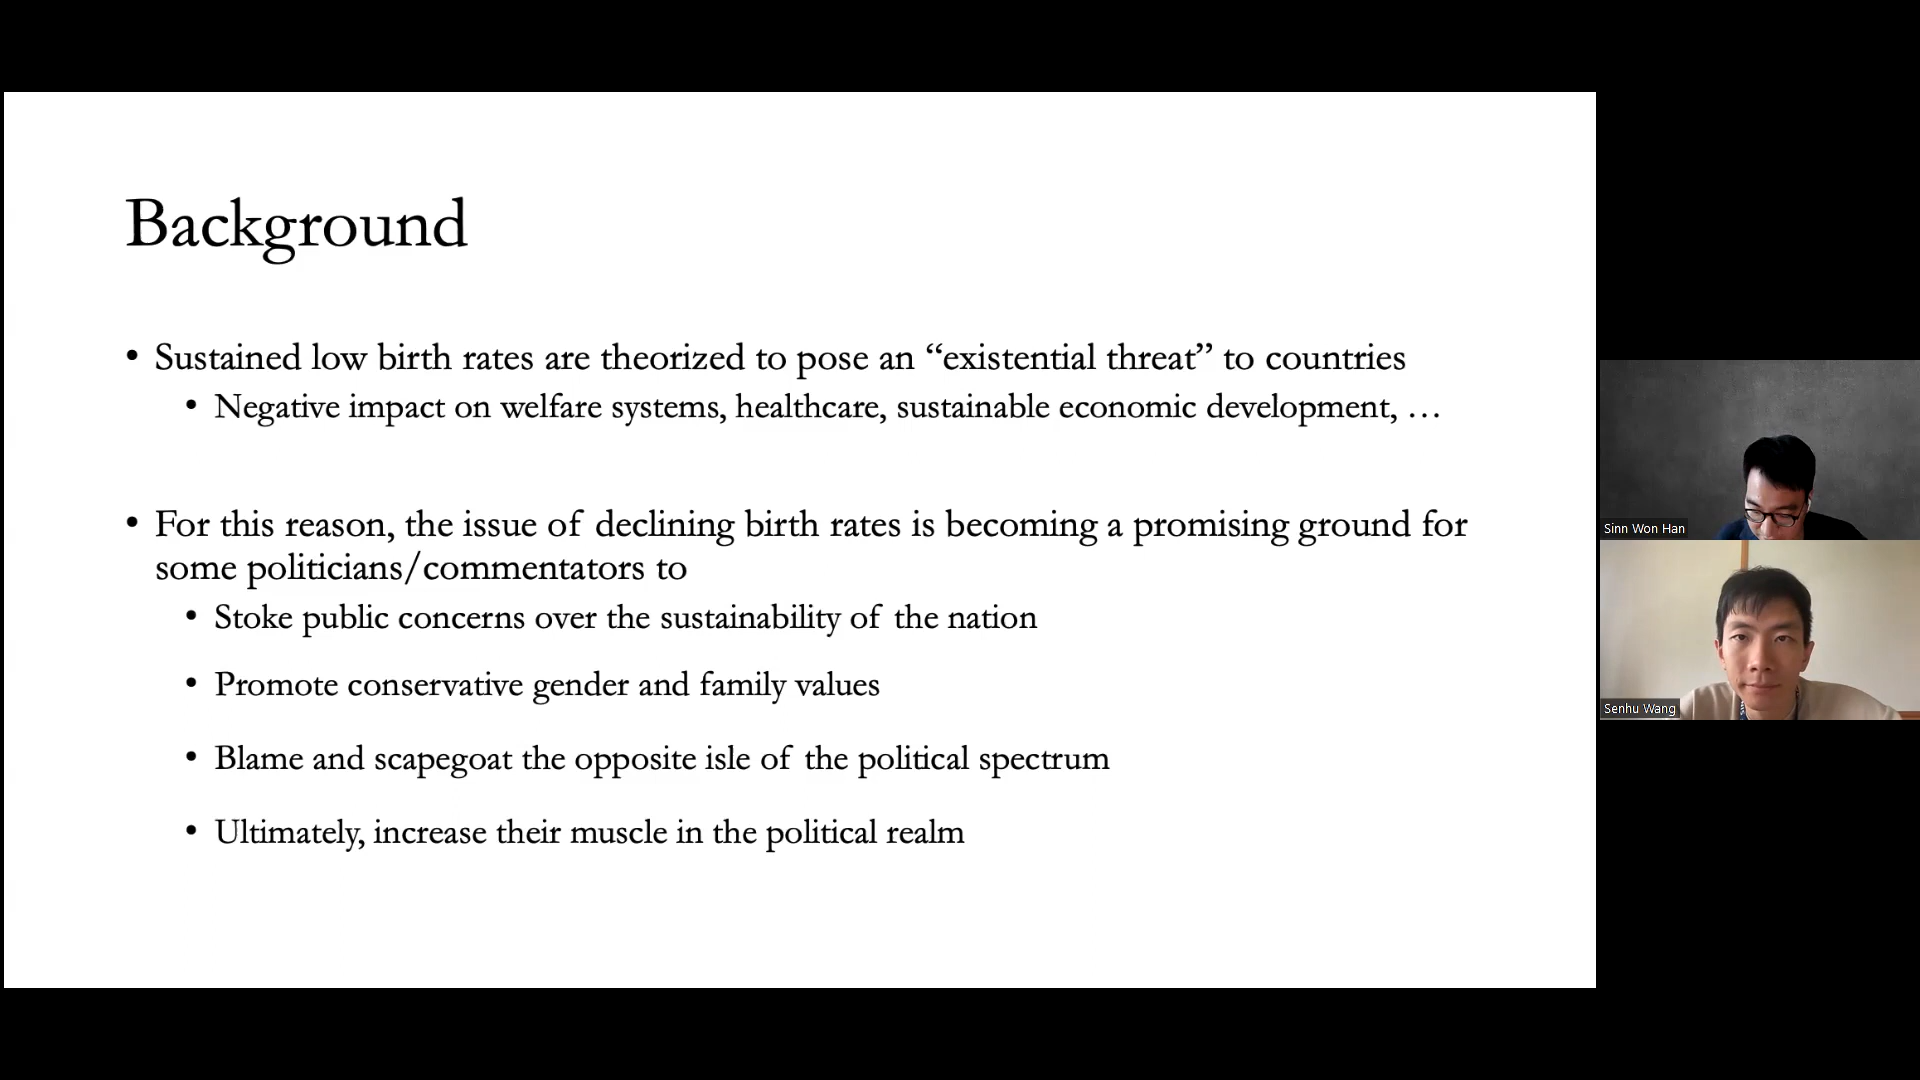 Background
• Sustained low birth rates are theorized to pose an “existential threat” to countries
• Negative impact on welfare systems, healthcare, sustainable economic development, …
• For this reason, the issue of declining birth rates is becoming a promising ground for
some politicians/commentators to
• Stoke public concerns over the sustainability of the nation
• Promote conservative gender and family values
• Blame and scapegoat the opposite isle of the political spectrum
• Ultimately, increase their muscle in the political realm
Sinn Won Han
Senhu Wang